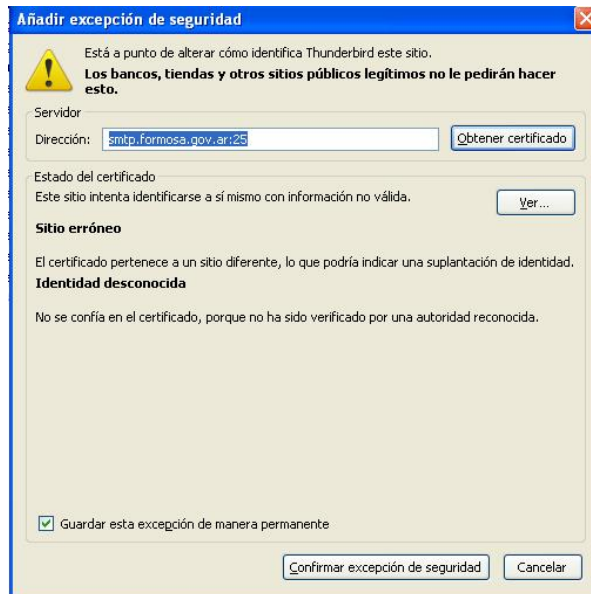 Añadir excepción de seguridad
Está a punto de alterar cómo identifica Thunderbird este sitio.
Los bancos, tiendas y otros sitios públicos legítimos no le pedirán hacer
esto.
Servidor
Dirección: smtp.formosa.gov.ar:25 Obtener certificado
Estado del certificado
Este sitio intenta identificarse a sí mismo con información no válida.
Ver...
Sitio erróneo
El certificado pertenece a un sitio diferente, lo que podría indicar una suplantación de identidad.
Identidad desconocida
No se confía en el certificado, porque no ha sido verificado por una autoridad reconocida.
Guardar esta excepción de manera permanente
Confirmar excepción de seguridad Cancelar